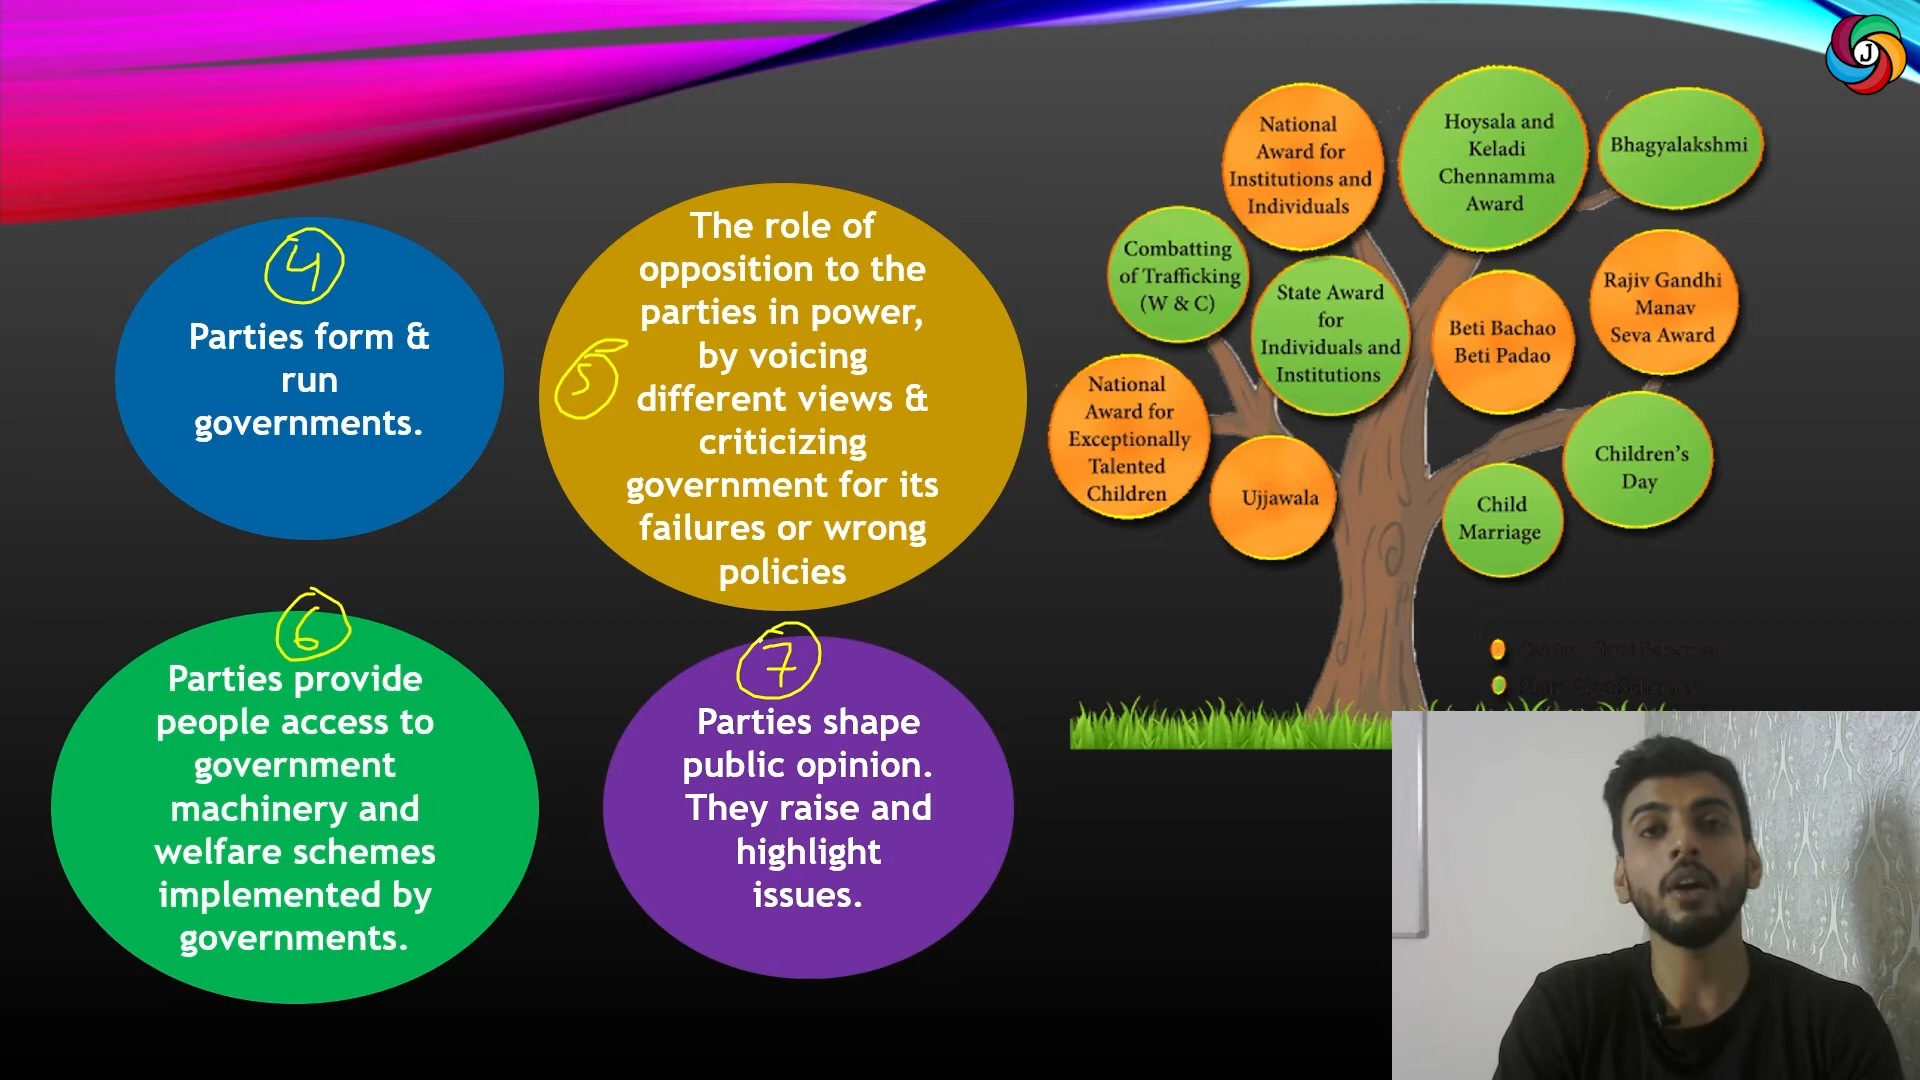 4
Parties form &
run
governments.
5
The role of
opposition to the
parties in power,
by voicing
different views &
criticizing
government for its
failures or wrong
policies
6
Parties provide
people access to
government
machinery and
welfare schemes
implemented by
governments.
7
Parties shape
public opinion.
They raise and
highlight
issues.
National
Award for
Institutions and
Individuals
Hoysala and
Keladi
Chennamma
Award
Bhagyalakshmi
Combatting
of Trafficking
(W & C)
State Award
for
Individuals and
Institutions
Beti Bachao
Beti Padao
Rajiv Gandhi
Manav
Seva Award
National
Award for
Exceptionally
Talented
Children
Ujjawala
Child
Marriage
Children's
Day
J